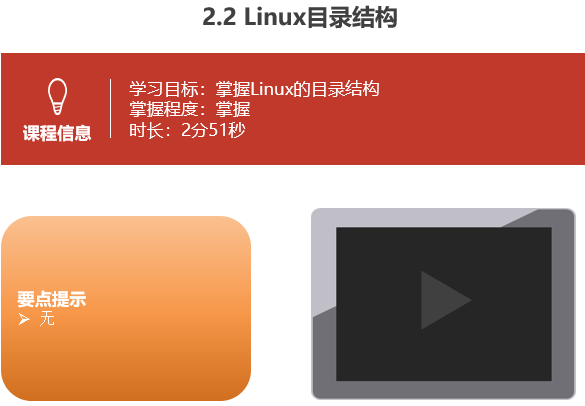 2.2 Linux目录结构
课程信息
学习目标：掌握Linux的目录结构
掌握程度：掌握
时长：2分51秒
要点提示
➢ 无